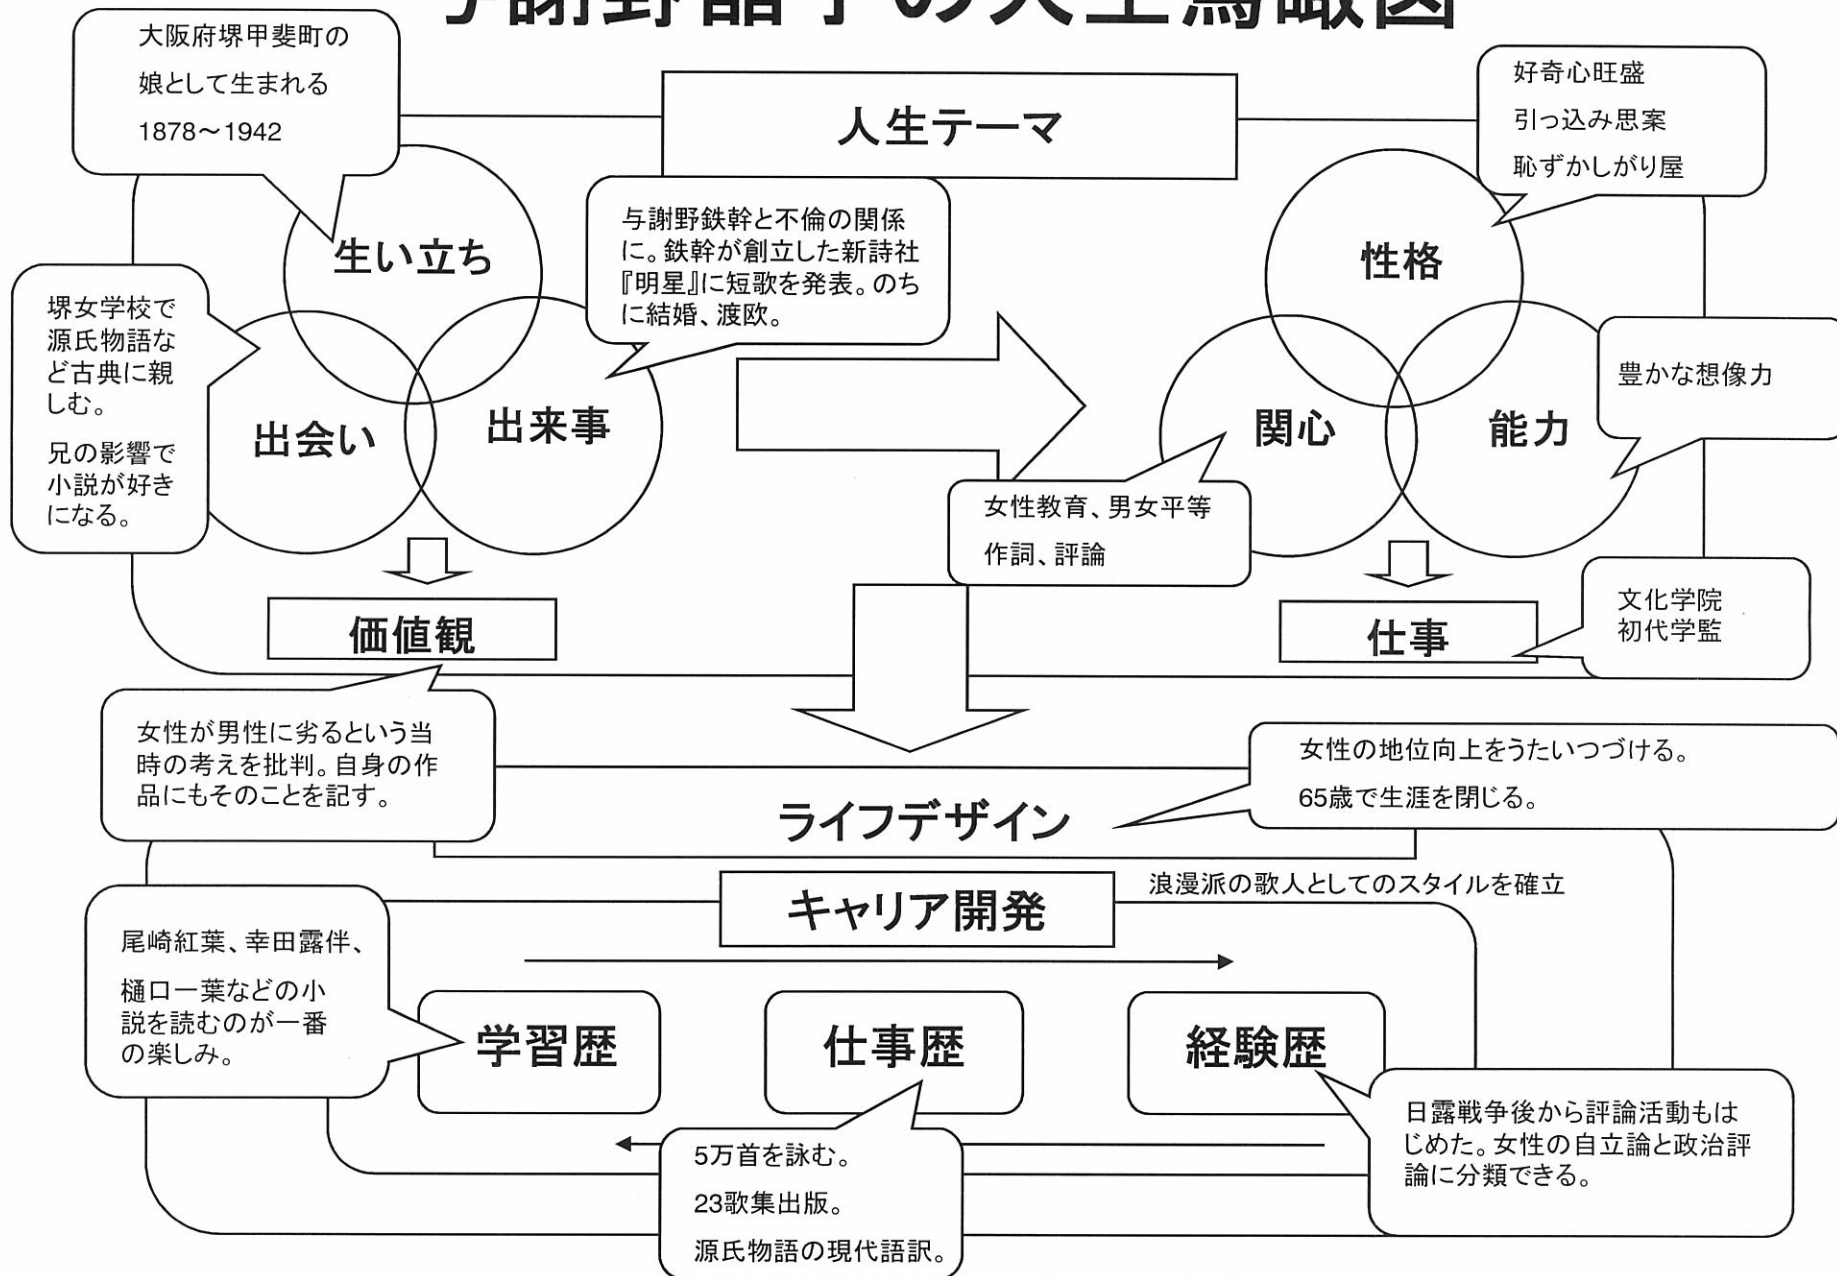 与謝野晶子の人生鳥瞰図
大阪府堺甲斐町の
娘として生まれる
1878～1942
人生テーマ
好奇心旺盛
引っ込み思案
恥ずかしがり屋
生い立ち
与謝野鉄幹と不倫の関係
に。鉄幹が創立した新詩社
『明星』に短歌を発表。のち
に結婚、渡欧。
性格
堺女学校で
源氏物語な
ど古典に親
しむ。
兄の影響で
小説が好き
になる。
出会い
出来事
関心
能力
豊かな想像力
女性教育、男女平等
作詞、評論
価値観
仕事
文化学院
初代学監
女性が男性に劣るという当
時の考えを批判。自身の作
品にもそのことを記す。
ライフデザイン
女性の地位向上をうたいつづける。
65歳で生涯を閉じる。
キャリア開発
浪漫派の歌人としてのスタイルを確立
尾崎紅葉、幸田露伴、
樋口一葉などの小
説を読むのが一番
の楽しみ。
学習歴
仕事歴
経験歴
5万首を詠む。
23歌集出版。
源氏物語の現代語訳。
日露戦争後から評論活動もは
じめた。女性の自立論と政治評
論に分類できる。